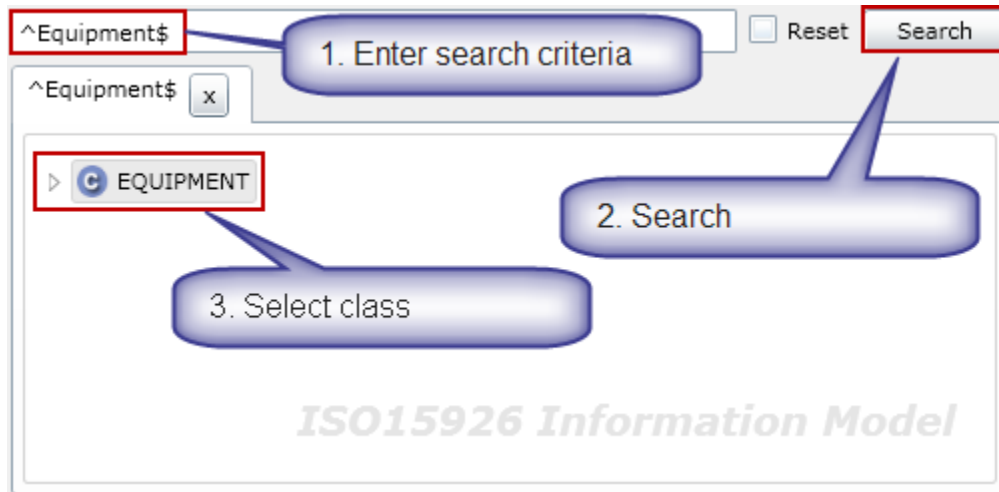 ^Equipment$
1. Enter search criteria
Reset
Search
^Equipment$ x
C EQUIPMENT
2. Search
3. Select class
ISO15926 Information Model